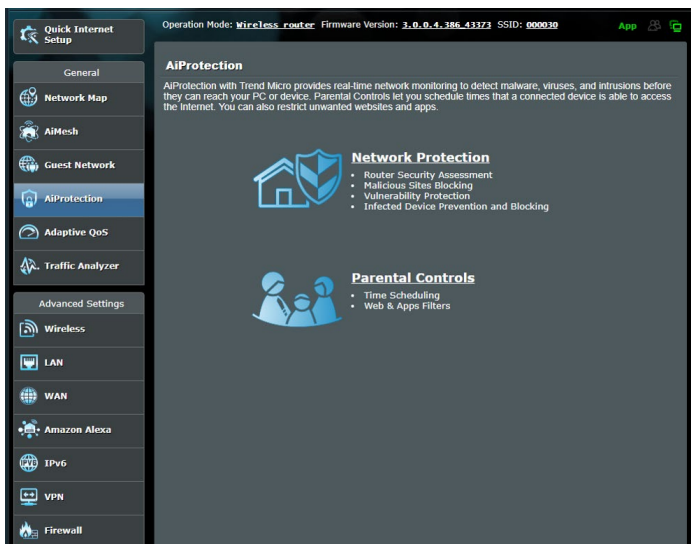 Quick Internet
Setup
Operation Mode: Wireless router Firmware Version: 3.0.0.4.386_43373 SSID: 000030
App
General
Network Map
AiMesh
Guest Network
AiProtection
Adaptive QoS
Traffic Analyzer
Advanced Settings
Wireless
LAN
WAN
Amazon Alexa
IPV6
IPv6
VPN
Firewall
AiProtection
AiProtection with Trend Micro provides real-time network monitoring to detect malware, viruses, and intrusions before
they can reach your PC or device. Parental Controls let you schedule times that a connected device is able to access
the Internet. You can also restrict unwanted websites and apps.
Network Protection
• Router Security Assessment
• Malicious Sites Blocking
• Vulnerability Protection
• Infected Device Prevention and Blocking
Parental Controls
• Time Scheduling
• Web & Apps Filters